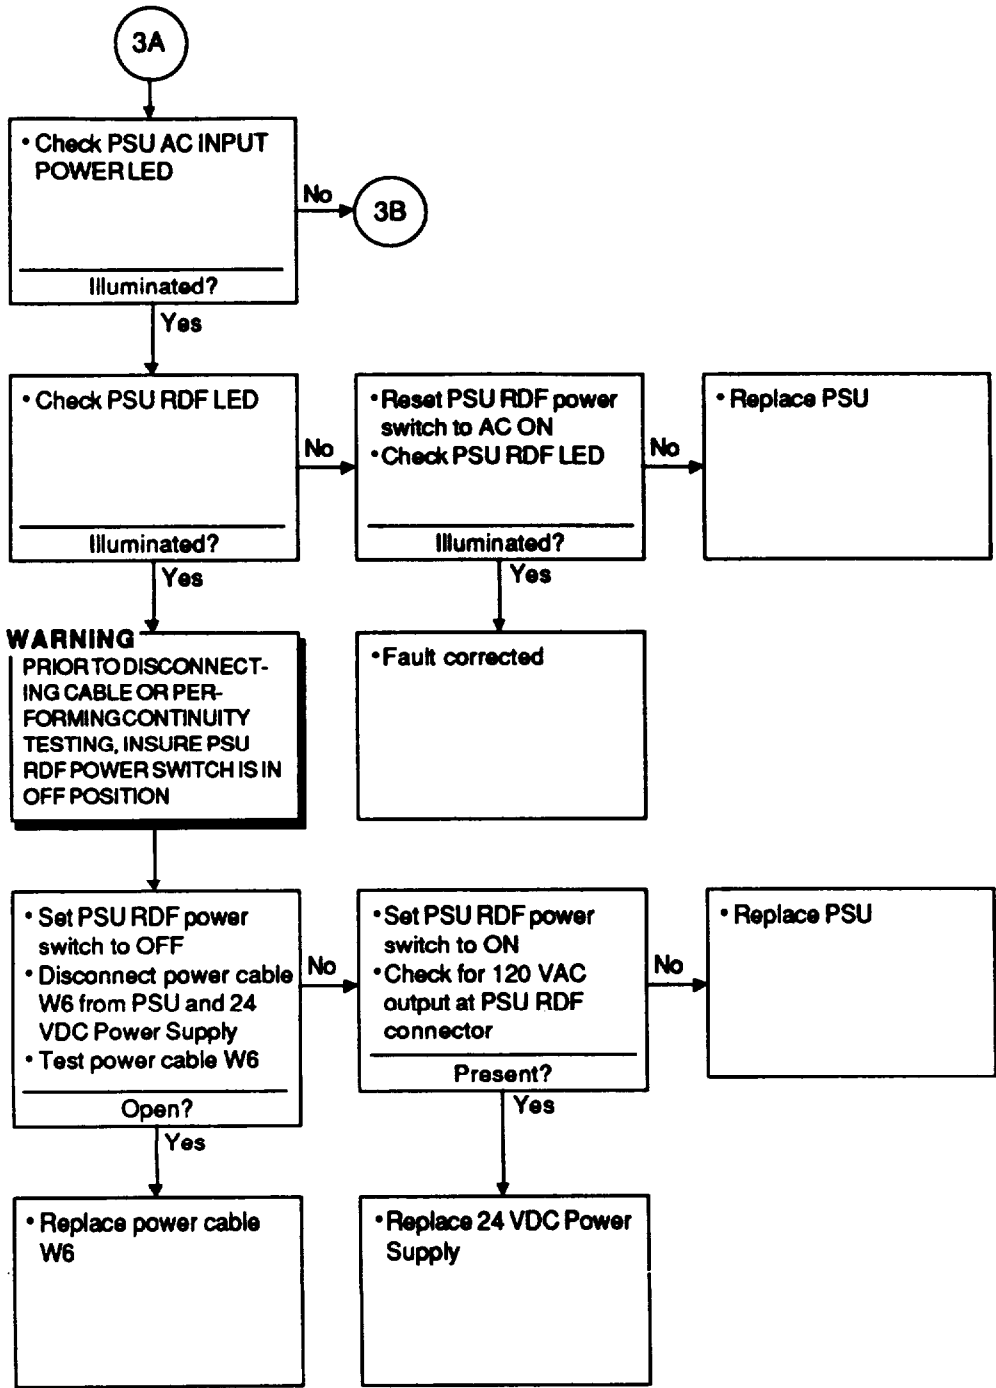 3A
• Check PSU AC INPUT
POWER LED
Illuminated?
No
3B
Yes
• Check PSU RDF LED
Illuminated?
No
• Reset PSU RDF power
switch to AC ON
• Check PSU RDF LED
Illuminated?
No
• Replace PSU
Yes
Yes
WARNING
PRIOR TO DISCONNECT-
ING CABLE OR PER-
FORMING CONTINUITY
TESTING, INSURE PSU
RDF POWER SWITCH IS IN
OFF POSITION
• Fault corrected
• Set PSU RDF power
switch to OFF
• Disconnect power cable
W6 from PSU and 24
VDC Power Supply
• Test power cable W6
Open?
No
• Set PSU RDF power
switch to ON
• Check for 120 VAC
output at PSU RDF
connector
Present?
No
• Replace PSU
Yes
Yes
• Replace power cable
W6
• Replace 24 VDC Power
Supply